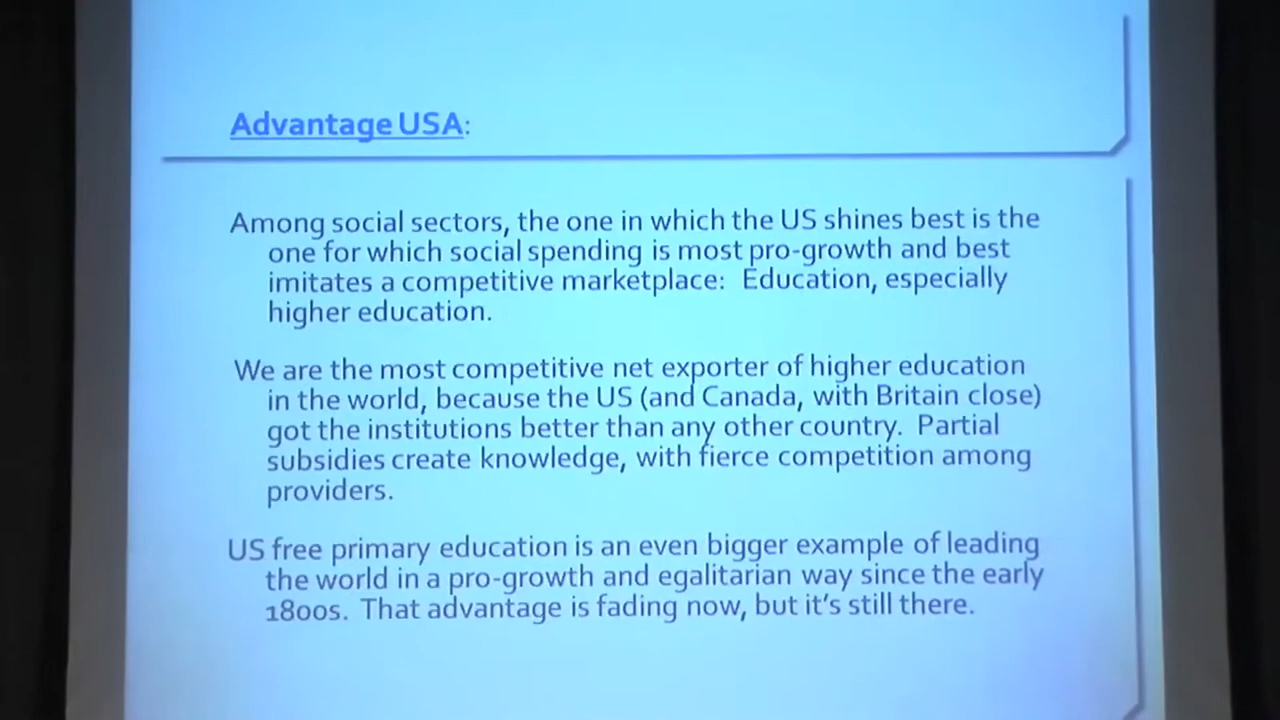 Advantage USA:
Among social sectors, the one in which the US shines best is the
one for which social spending is most pro-growth and best
imitates a competitive marketplace: Education, especially
higher education.
We are the most competitive net exporter of higher education
in the world, because the US (and Canada, with Britain close)
got the institutions better than any other country. Partial
subsidies create knowledge, with fierce competition among
providers.
US free primary education is an even bigger example of leading
the world in a pro-growth and egalitarian way since the early
1800s. That advantage is fading now, but it's still there.